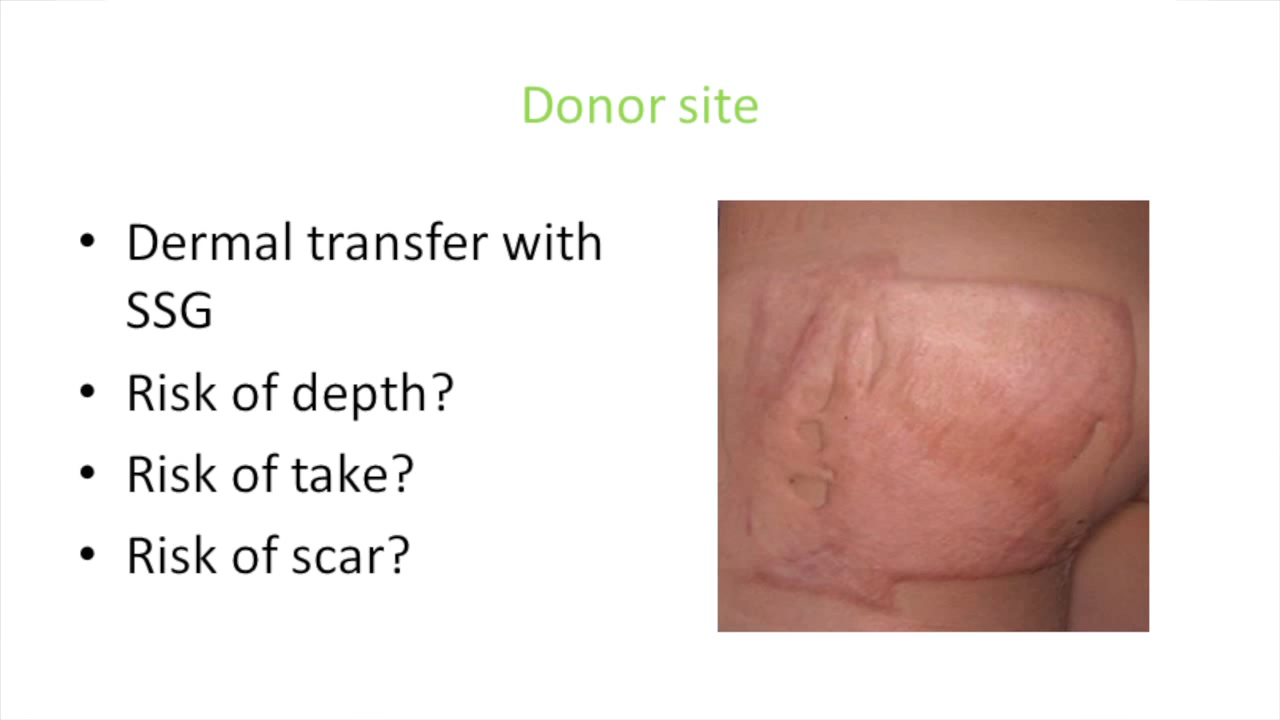 Donor site
• Dermal transfer with
SSG
• Risk of depth?
• Risk of take?
• Risk of scar?